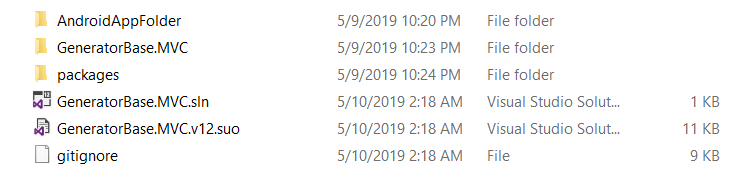 AndroidAppFolder 5/9/2019 10:20 PM File folder
GeneratorBase.MVC 5/9/2019 10:23 PM File folder
packages 5/9/2019 10:24 PM File folder
GeneratorBase.MVC.sln 5/10/2019 2:18 AM Visual Studio Solut... 1 KB
GeneratorBase.MVC.v12.suo 5/10/2019 2:18 AM Visual Studio Solut... 11 KB
gitignore 5/10/2019 2:18 AM File 9 KB